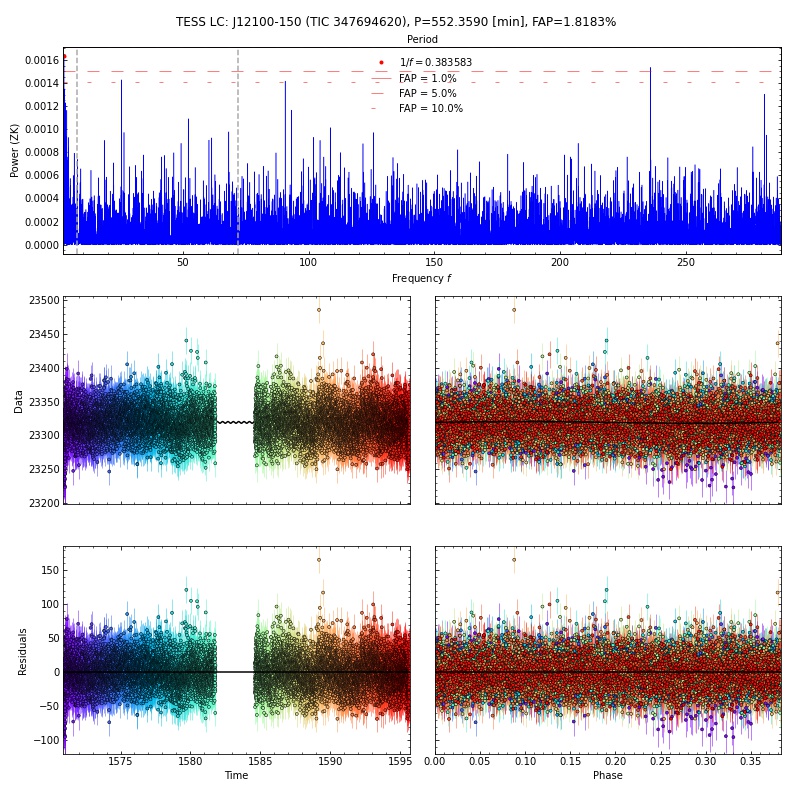 TESS LC: J12100-150 (TIC 347694620), P=552.3590 [min], FAP=1.8183%
Period
1/f = 0.383583
FAP = 1.0%
FAP = 5.0%
FAP = 10.0%
Power (ZK)
0.0016
0.0014
0.0012
0.0010
0.0008
0.0006
0.0004
0.0002
0.0000
50 100 150 200 250
Frequency f
Data
23500
23450
23400
23350
23300
23250
23200
Residuals
150
100
50
0
−50
−100
1575 1580 1585 1590 1595
Time
0.00 0.05 0.10 0.15 0.20 0.25 0.30 0.35
Phase